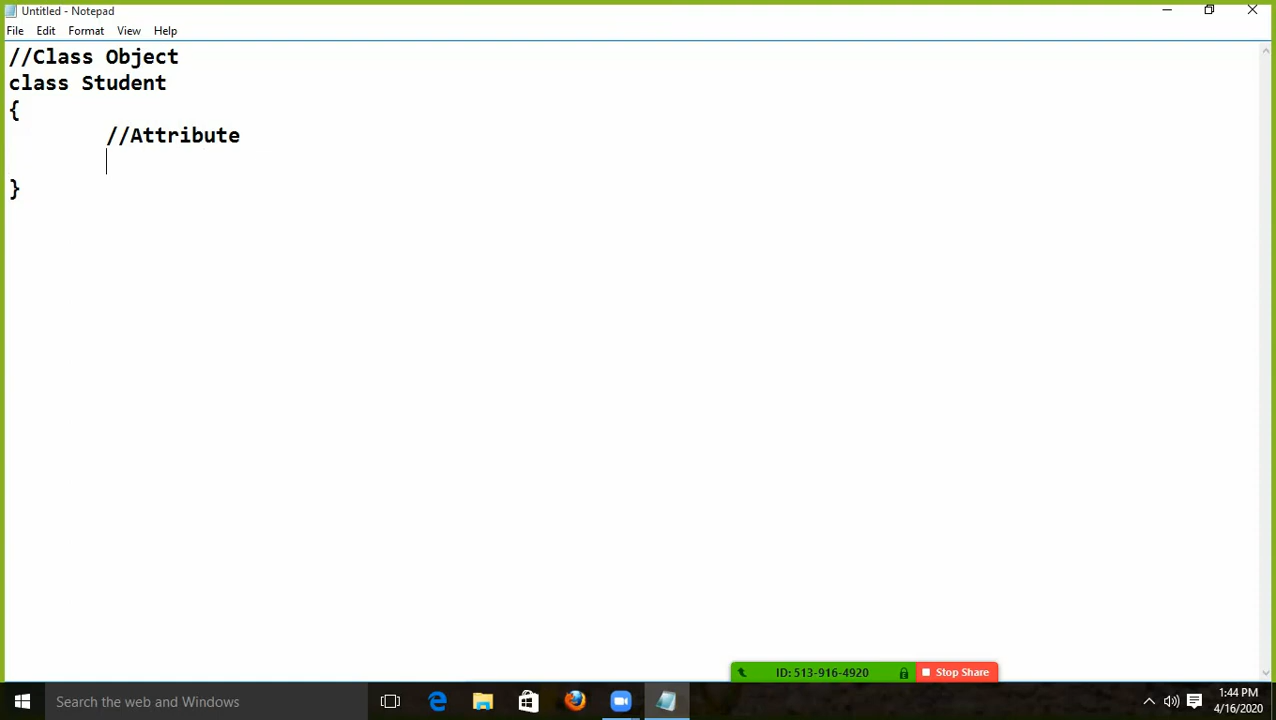 Untitled - Notepad
File Edit Format View Help
//Class Object
class Student
{
//Attribute
}
ID: 513-916-4920 Stop Share
Search the web and Windows
1:44 PM
4/16/2020